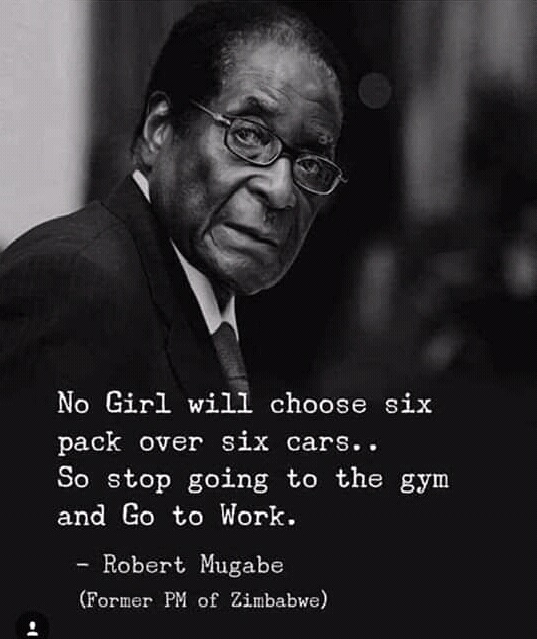 No Girl will choose six
pack over six cars..
So stop going to the gym
and Go to Work.
- Robert Mugabe
(Former PM of Zimbabwe)